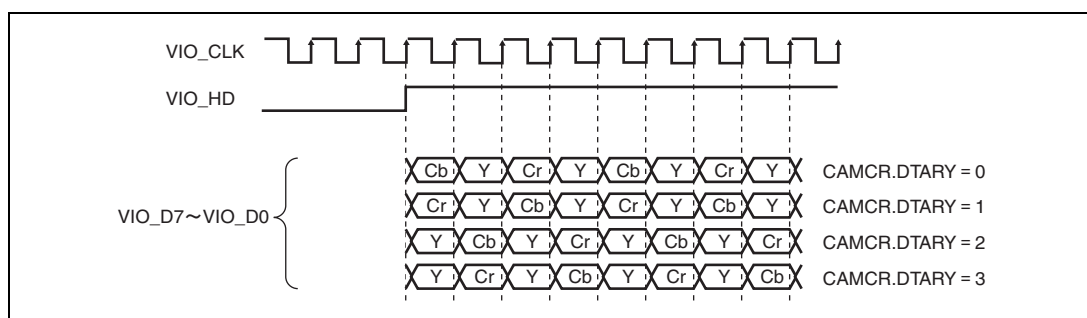 VIO_CLK
VIO_HD
VIO_D7～VIO_D0
Cb Y Cr Y Cb Y Cr Y CAMCR.DTARY = 0
Cr Y Cb Y Cr Y Cb Y CAMCR.DTARY = 1
Y Cb Y Cr Y Cb Y Cr CAMCR.DTARY = 2
Y Cr Y Cb Y Cr Y Cb CAMCR.DTARY = 3